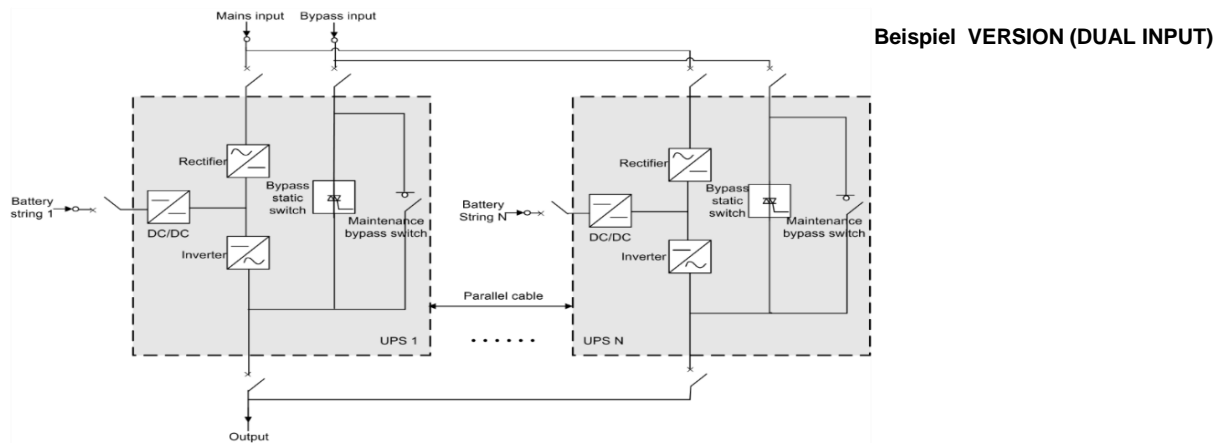 Mains input
Bypass input
Beispiel VERSION (DUAL INPUT)
Rectifier
Battery
string 1
DC/DC
Bypass
static
switch
Maintenance
bypass switch
Inverter
UPS 1
Parallel cable
Rectifier
Battery
String N
DC/DC
Bypass
static
switch
Maintenance
bypass switch
Inverter
UPS N
Output